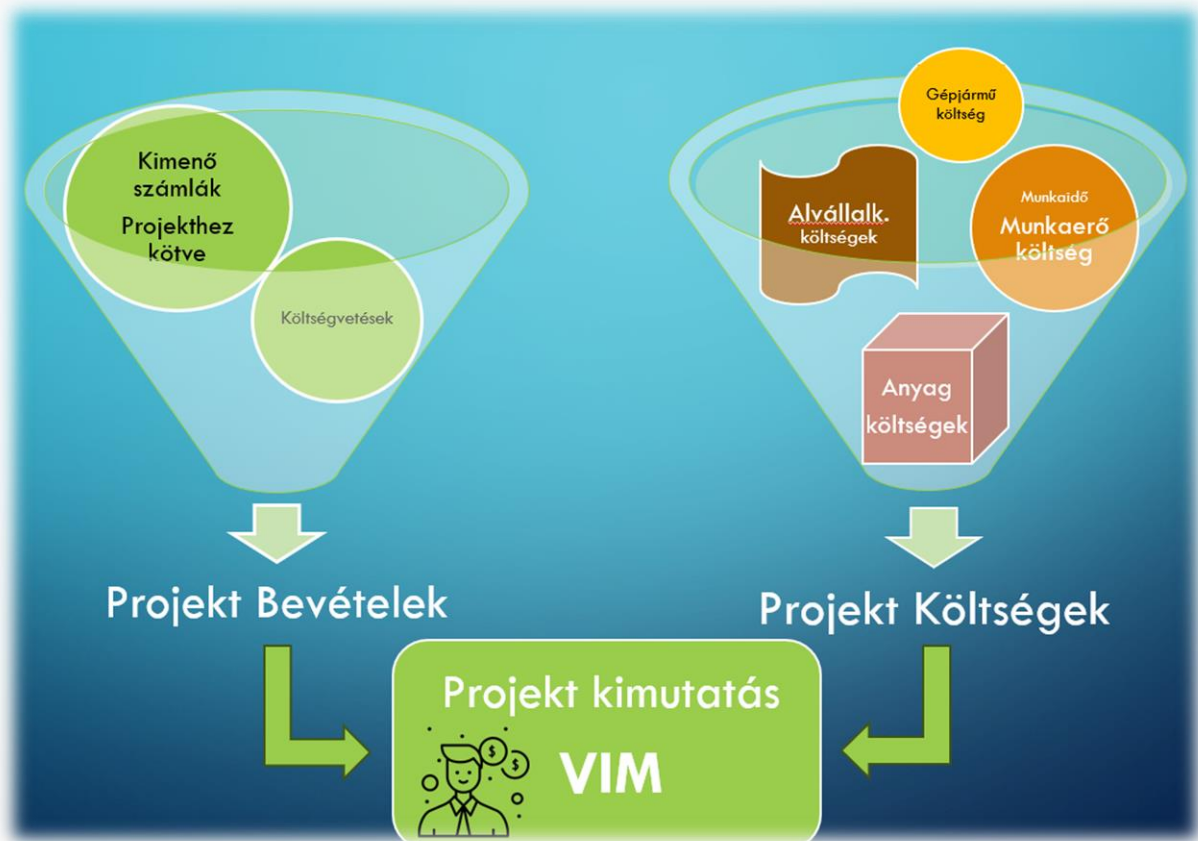 Kimenő
számlák
Projekthez
kötve
Költségvetések
Gépjármű
költség
Alvállalk.
költségek
Munkaidő
Munkaerő
költség
Anyag
költségek
Projekt Bevételek
Projekt Költségek
Projekt kimutatás
VIM
$
$